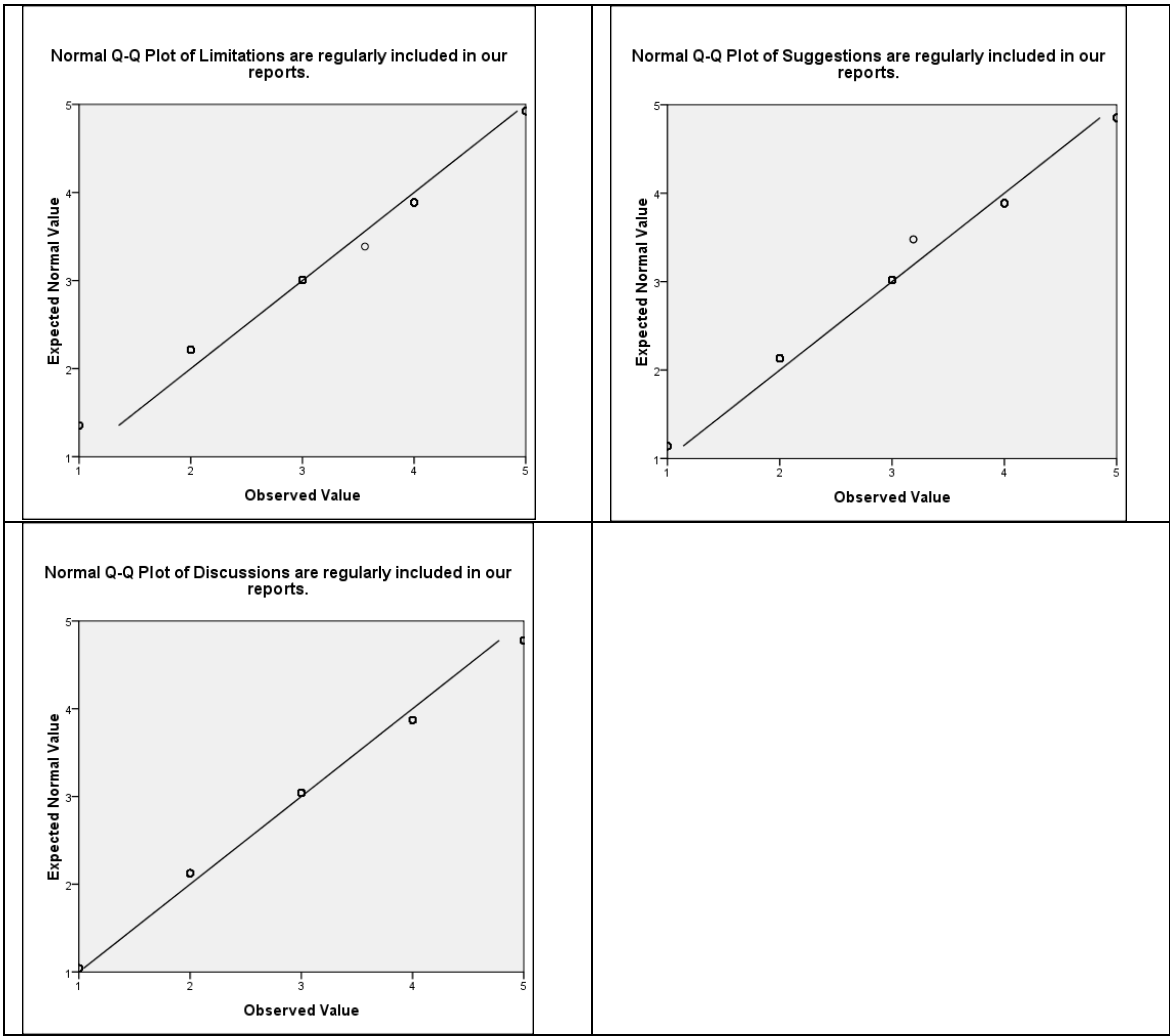 Normal Q-Q Plot of Limitations are regularly included in our
reports.
5
4
3
2
1
Expected Normal Value
1 2 3 4 5
Observed Value
Normal Q-Q Plot of Suggestions are regularly included in our
reports.
5
4
3
2
1
Expected Normal Value
1 2 3 4 5
Observed Value
Normal Q-Q Plot of Discussions are regularly included in our
reports.
5
4
3
2
1
Expected Normal Value
1 2 3 4 5
Observed Value